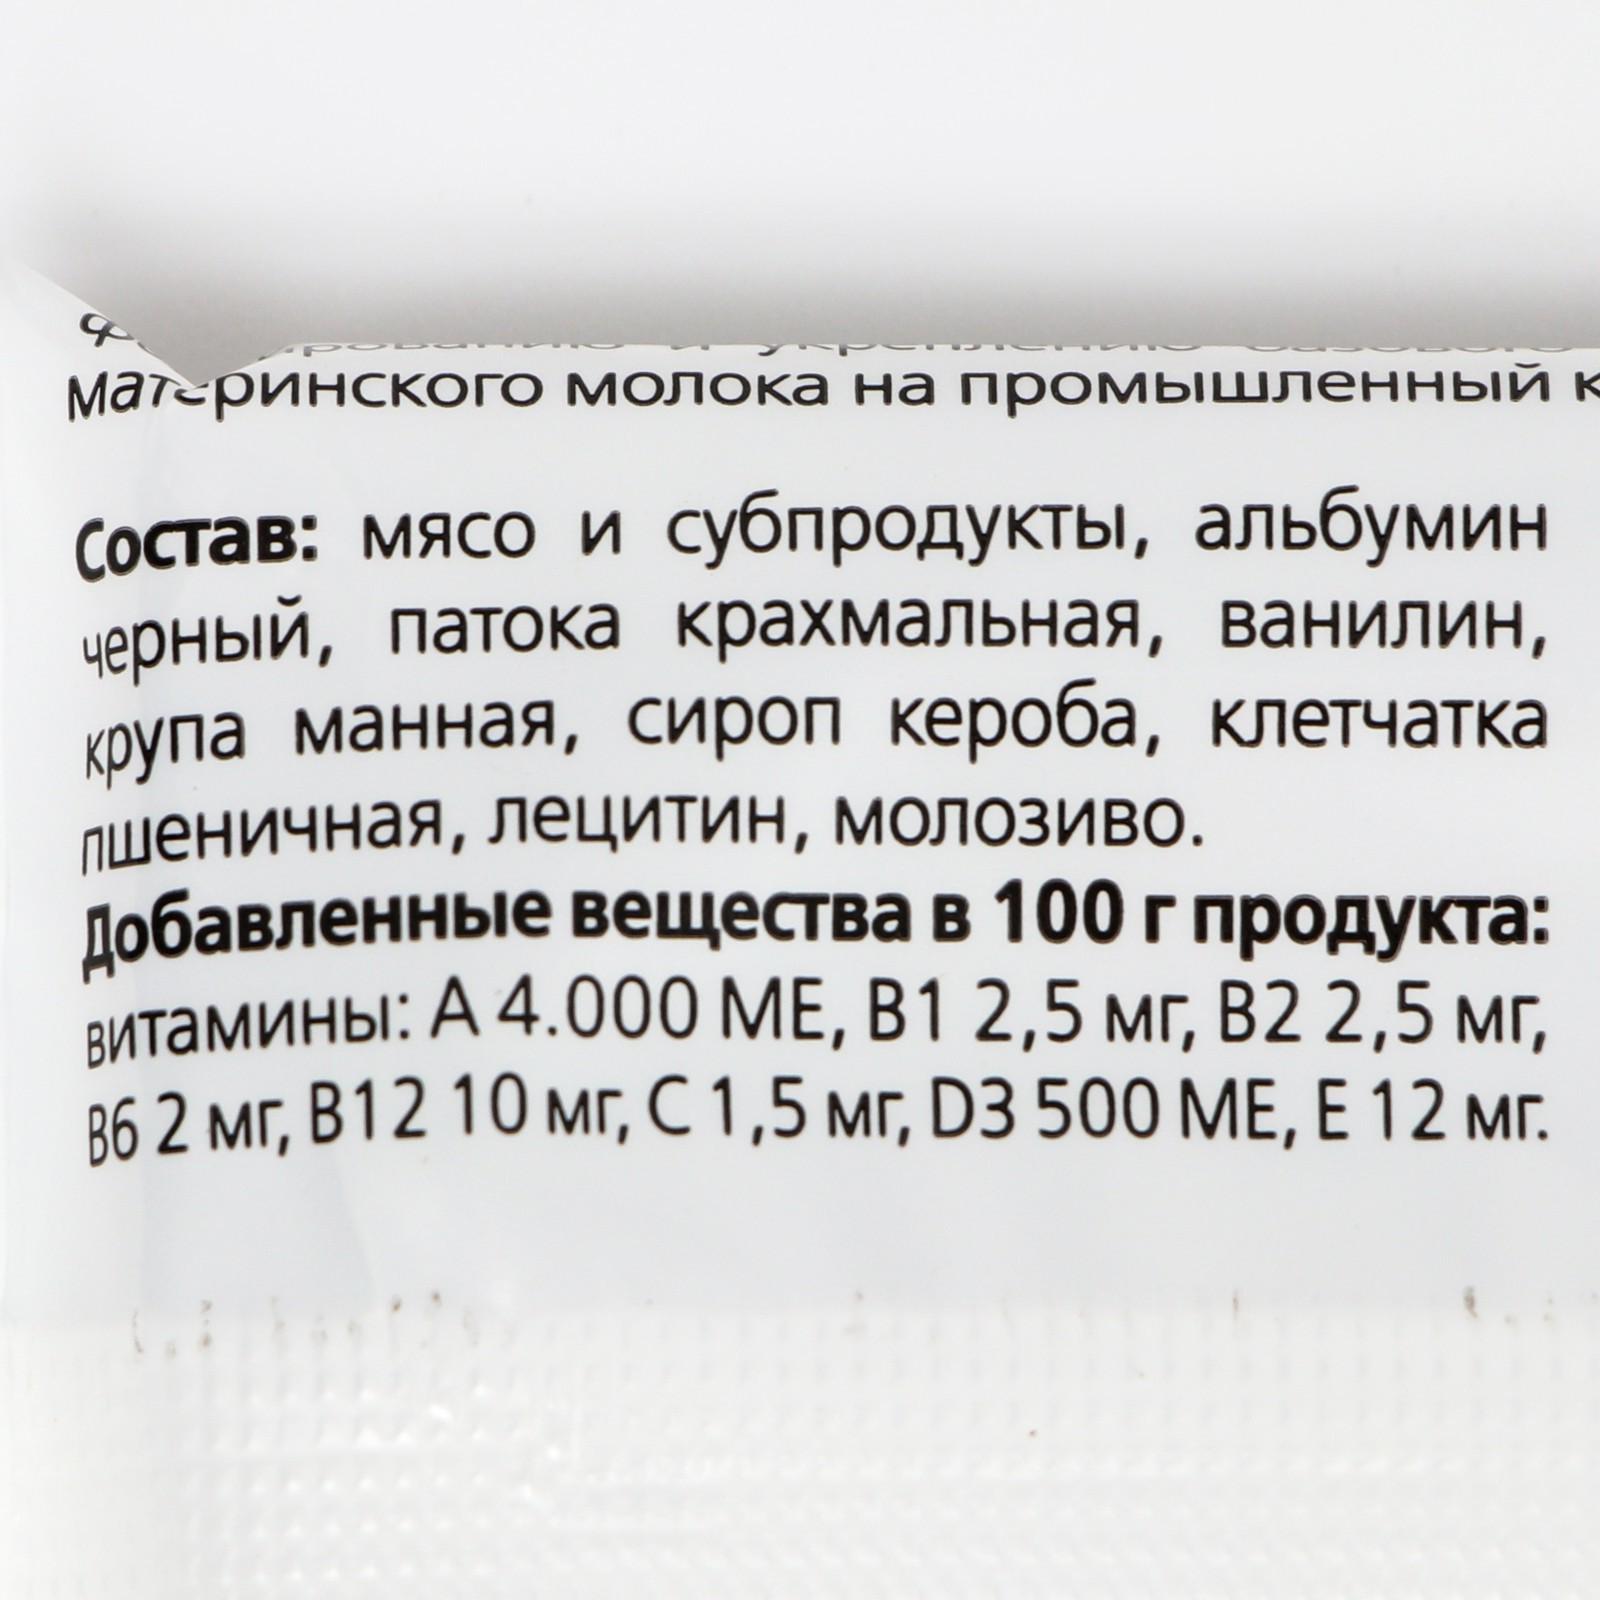 материнского молока на промышленный
Состав: мясо и субпродукты, альбумин
черный, патока крахмальная, ванилин,
крупа манная, сироп кероба, клетчатка
пшеничная, лецитин, молозиво.
Добавленные вещества в 100 г продукта:
витамины: А 4.000 МЕ, В1 2,5 мг, В2 2,5 мг,
В6 2 мг, В12 10 мг, С 1,5 мг, D3 500 МЕ, Е 12 мг.